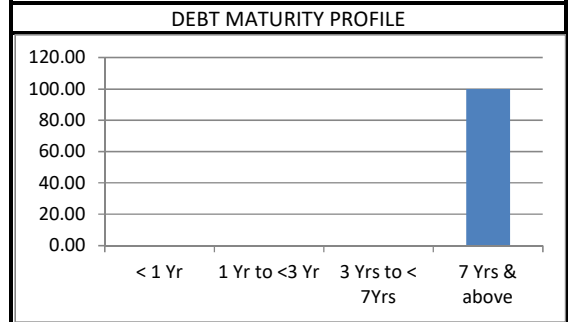 DEBT MATURITY PROFILE
120.00
100.00
80.00
60.00
40.00
20.00
0.00
< 1 Yr 1 Yr to <3 Yr 3 Yrs to < 7 Yrs &
7Yrs above